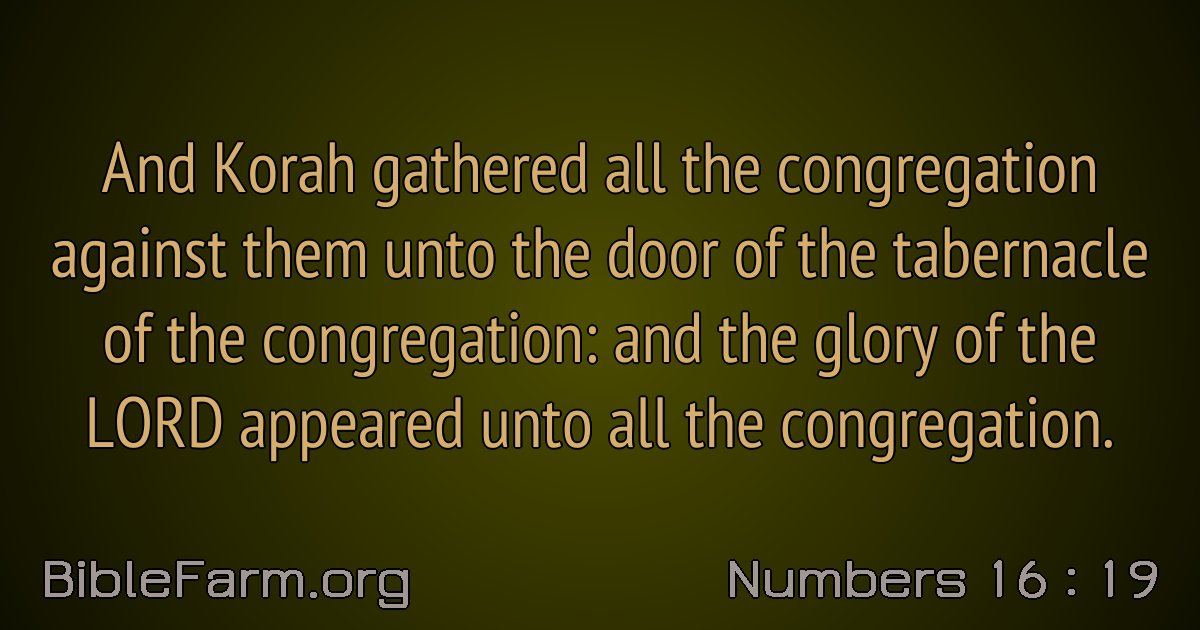 And Korah gathered all the congregation
against them unto the door of the tabernacle
of the congregation: and the glory of the
LORD appeared unto all the congregation.
BibleFarm.org
Numbers 16 : 19